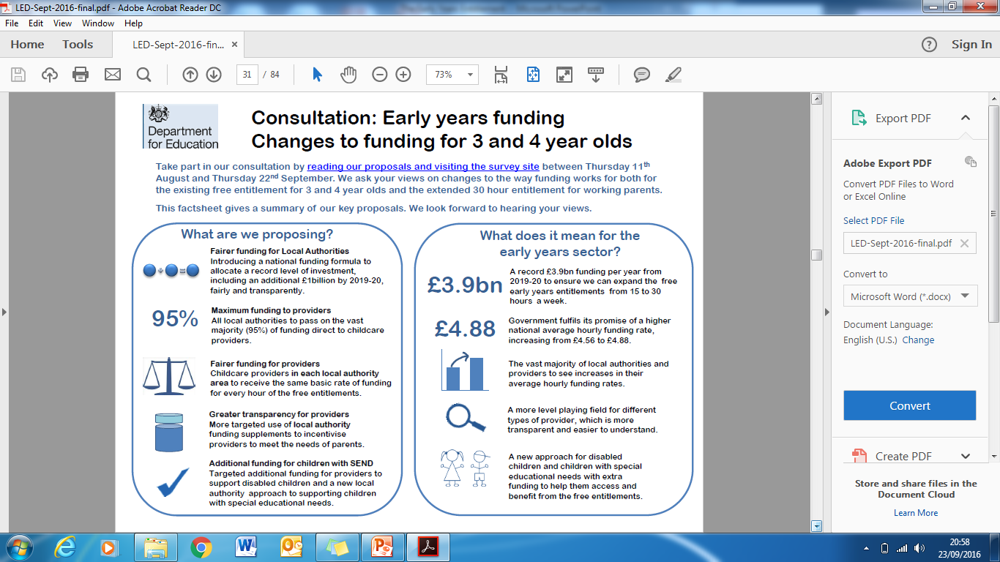 LED-Sept-2016-final.pdf - Adobe Acrobat Reader DC
File Edit View Window Help
Home Tools LED-Sept-2016-fin... × ? Sign In
31 / 84 73%
Department
for Education
Consultation: Early years funding
Changes to funding for 3 and 4 year olds
Take part in our consultation by reading our proposals and visiting the survey site between Thursday 11th
August and Thursday 22nd September. We ask your views on changes to the way funding works for both for
the existing free entitlement for 3 and 4 year olds and the extended 30 hour entitlement for working parents.
This factsheet gives a summary of our key proposals. We look forward to hearing your views.
What are we proposing?
Fairer funding for Local Authorities
Introducing a national funding formula to
allocate a record level of investment,
including an additional £1billion by 2019-20,
fairly and transparently.
95%
Maximum funding to providers
All local authorities to pass on the vast
majority (95%) of funding direct to childcare
providers.
Fairer funding for providers
Childcare providers in each local authority
area to receive the same basic rate of funding
for every hour of the free entitlements.
Greater transparency for providers
More targeted use of local authority
funding supplements to incentivise
providers to meet the needs of parents.
Additional funding for children with SEND
Targeted additional funding for providers to
support disabled children and a new local
authority approach to supporting children
with special educational needs.
What does it mean for the
early years sector?
£3.9bn
A record £3.9bn funding per year from
2019-20 to ensure we can expand the free
early years entitlements from 15 to 30
hours a week.
£4.88
Government fulfils its promise of a higher
national average hourly funding rate,
increasing from £4.56 to £4.88.
The vast majority of local authorities and
providers to see increases in their
average hourly funding rates.
A more level playing field for different
types of provider, which is more
transparent and easier to understand.
A new approach for disabled
children and children with special
educational needs with extra
funding to help them access and
benefit from the free entitlements.
Export PDF
Adobe Export PDF
Convert PDF Files to Word
or Excel Online
Select PDF File
LED-Sept-2016-final.pdf ×
Convert to
Microsoft Word (*.docx)
Document Language:
English (U.S.) Change
Convert
Create PDF
Store and share files in the
Document Cloud
Learn More
20:58
23/09/2016